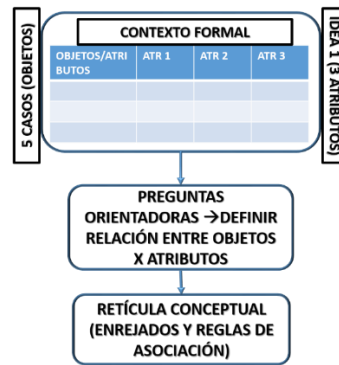 5 CASOS (OBJETOS)
CONTEXTO FORMAL
OBJETOS/ATRI
BUTOS
ATR 1
ATR 2
ATR 3
IDEA 1 (3 ATRIBUTOS)
PREGUNTAS
ORIENTADORAS →DEFINIR
RELACIÓN ENTRE OBJETOS
X ATRIBUTOS
RETÍCULA CONCEPTUAL
(ENREJADOS Y REGLAS DE
ASOCIACIÓN)